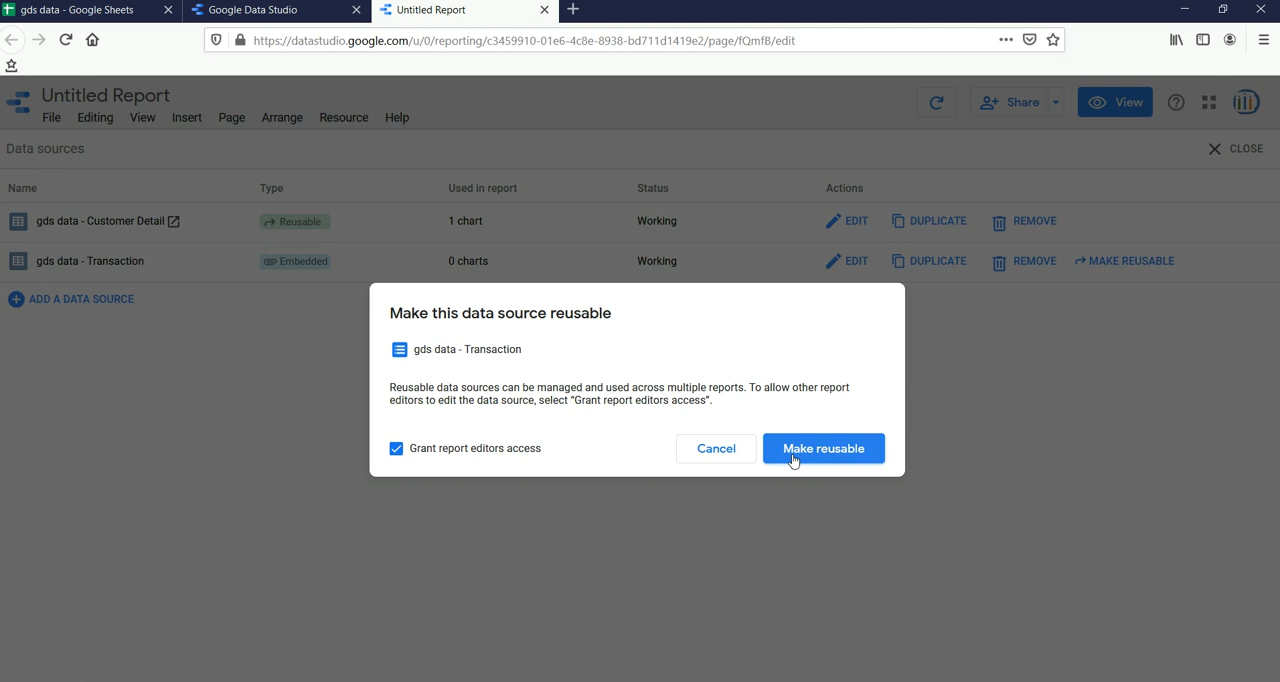 gds data - Google Sheets
Google Data Studio
Untitled Report
https://datastudio.google.com/u/0/reporting/c3459910-01e6-4c8e-8938-bd711d1419e2/page/fQmfB/edit
Untitled Report
File Editing View Insert Page Arrange Resource Help
Share View
Data sources
CLOSE
Name Type Used in report Status Actions
gds data - Customer Detail Reusable 1 chart Working EDIT DUPLICATE REMOVE
gds data - Transaction Embedded 0 charts Working EDIT DUPLICATE REMOVE MAKE REUSABLE
ADD A DATA SOURCE
Make this data source reusable
gds data - Transaction
Reusable data sources can be managed and used across multiple reports. To allow other report
editors to edit the data source, select "Grant report editors access".
Grant report editors access
Cancel
Make reusable